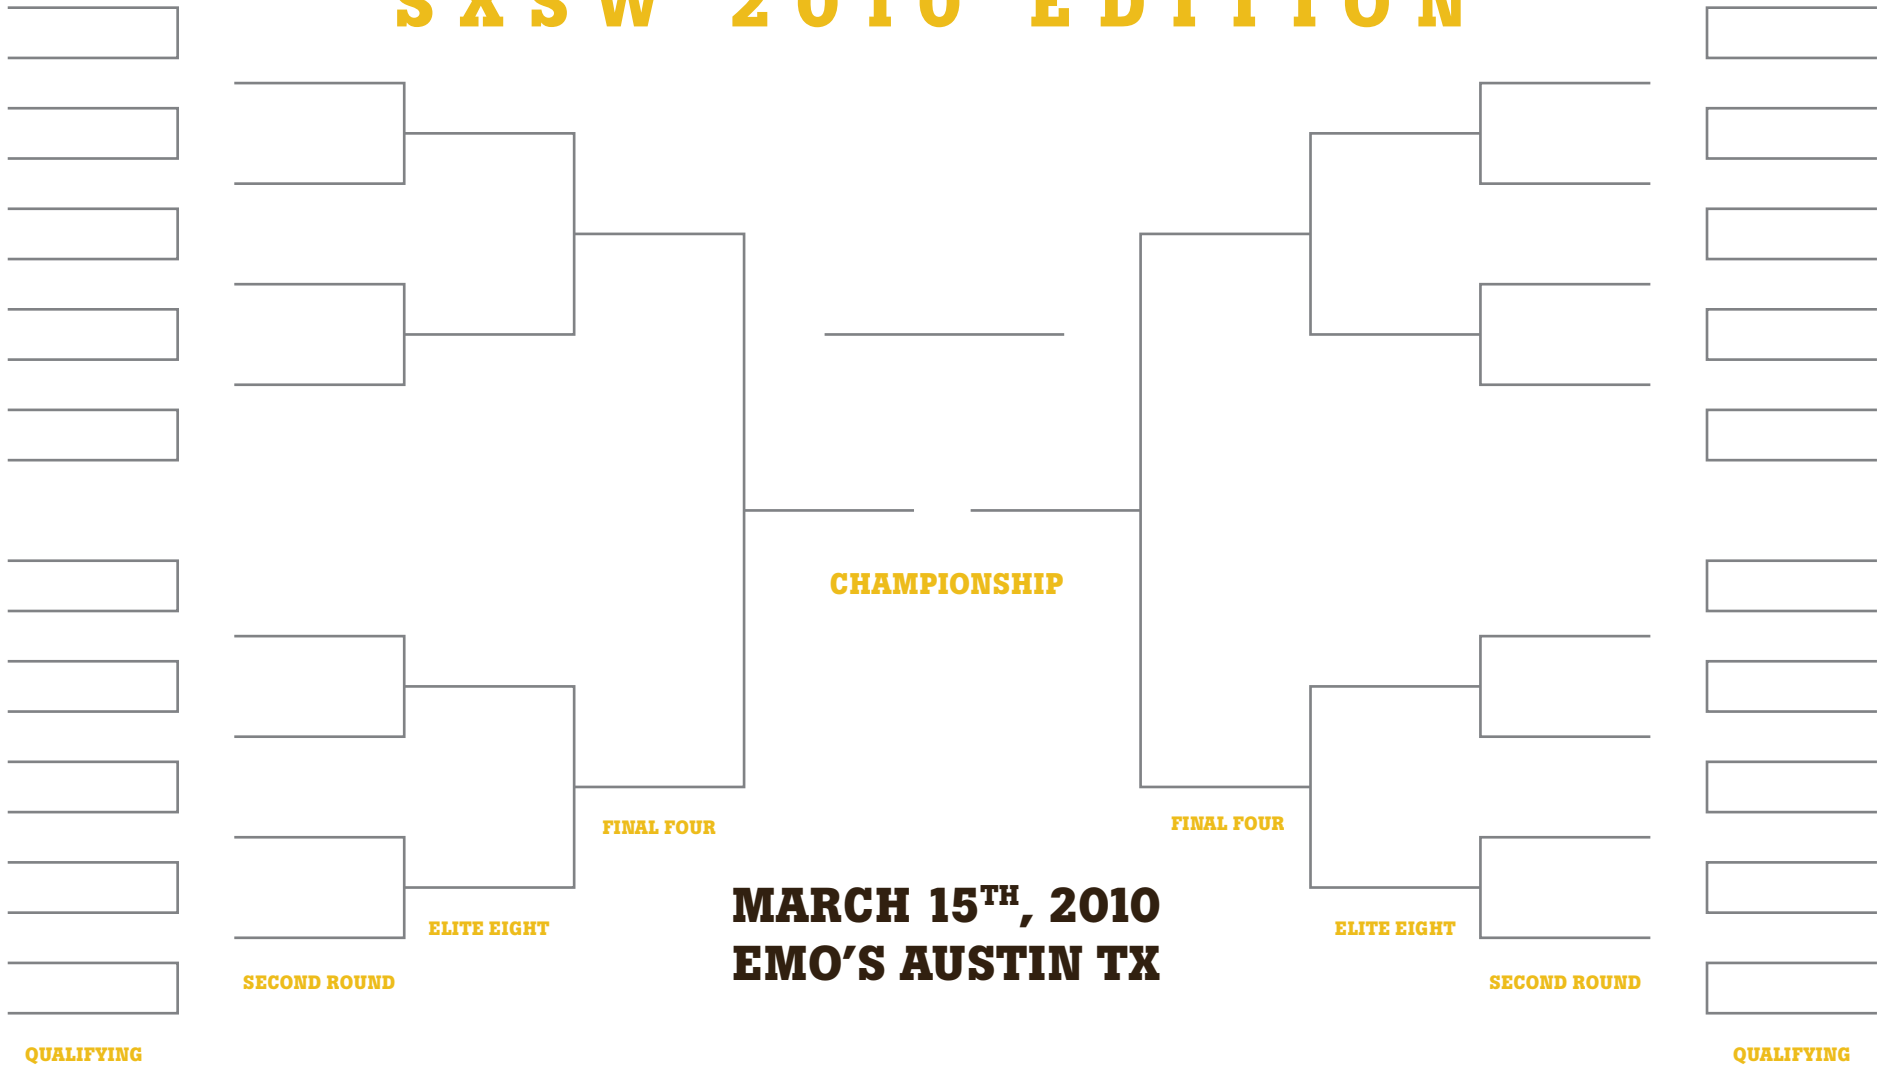 SXSW 2010 EDITION
CHAMPIONSHIP
FINAL FOUR
FINAL FOUR
MARCH 15TH, 2010
EMO'S AUSTIN TX
ELITE EIGHT
ELITE EIGHT
SECOND ROUND
SECOND ROUND
QUALIFYING
QUALIFYING